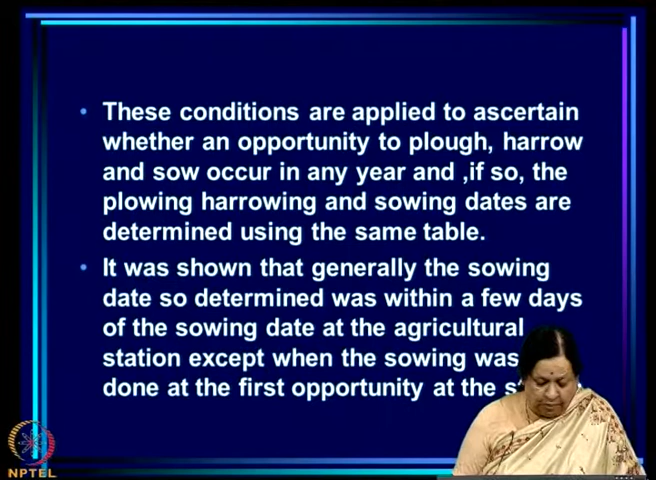 These conditions are applied to ascertain
whether an opportunity to plough, harrow
and sow occur in any year and ,if so, the
plowing harrowing and sowing dates are
determined using the same table.
It was shown that generally the sowing
date so determined was within a few days
of the sowing date at the agricultural
station except when the sowing was
done at the first opportunity at the
NPTEL